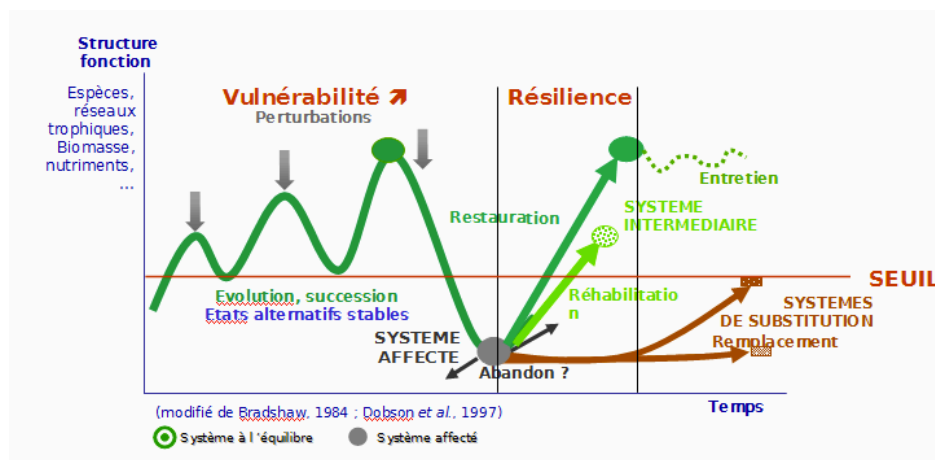 Structure
fonction
Espèces,
réseaux
trophiques,
Biomasse,
nutriments,
...
Vulnérabilité
Perturbations
Résilience
Restauration
Entretien
SYSTEME
INTERMEDIAIRE
SEUIL
Evolution, succession
Etats alternatifs stables
Réhabilitatio
n
SYSTEMES
DE SUBSTITUTION
Remplacement
SYSTEME
AFFECTE
Abandon ?
Temps
(modifié de Bradshaw, 1984 ; Dobson et al., 1997)
Système à l 'équilibre
Système affecté